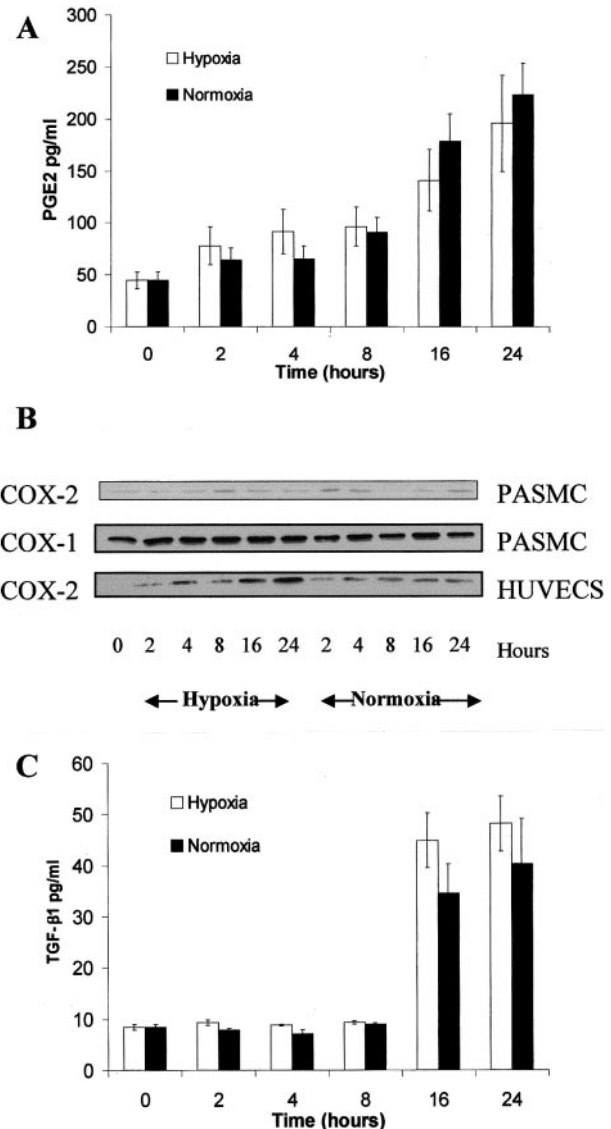 A
300
250
200
150
100
50
0
PGE2 pg/ml
Hypoxia
Normoxia
0 2 4 8 16 24
Time (hours)
B
COX-2 PASMC
COX-1 PASMC
COX-2 HUVECS
0 2 4 8 16 24 2 4 8 16 24 Hours
Hypoxia Normoxia
C
60
50
40
30
20
10
0
TGF-β1 pg/ml
Hypoxia
Normoxia
0 2 4 8 16 24
Time (hours)